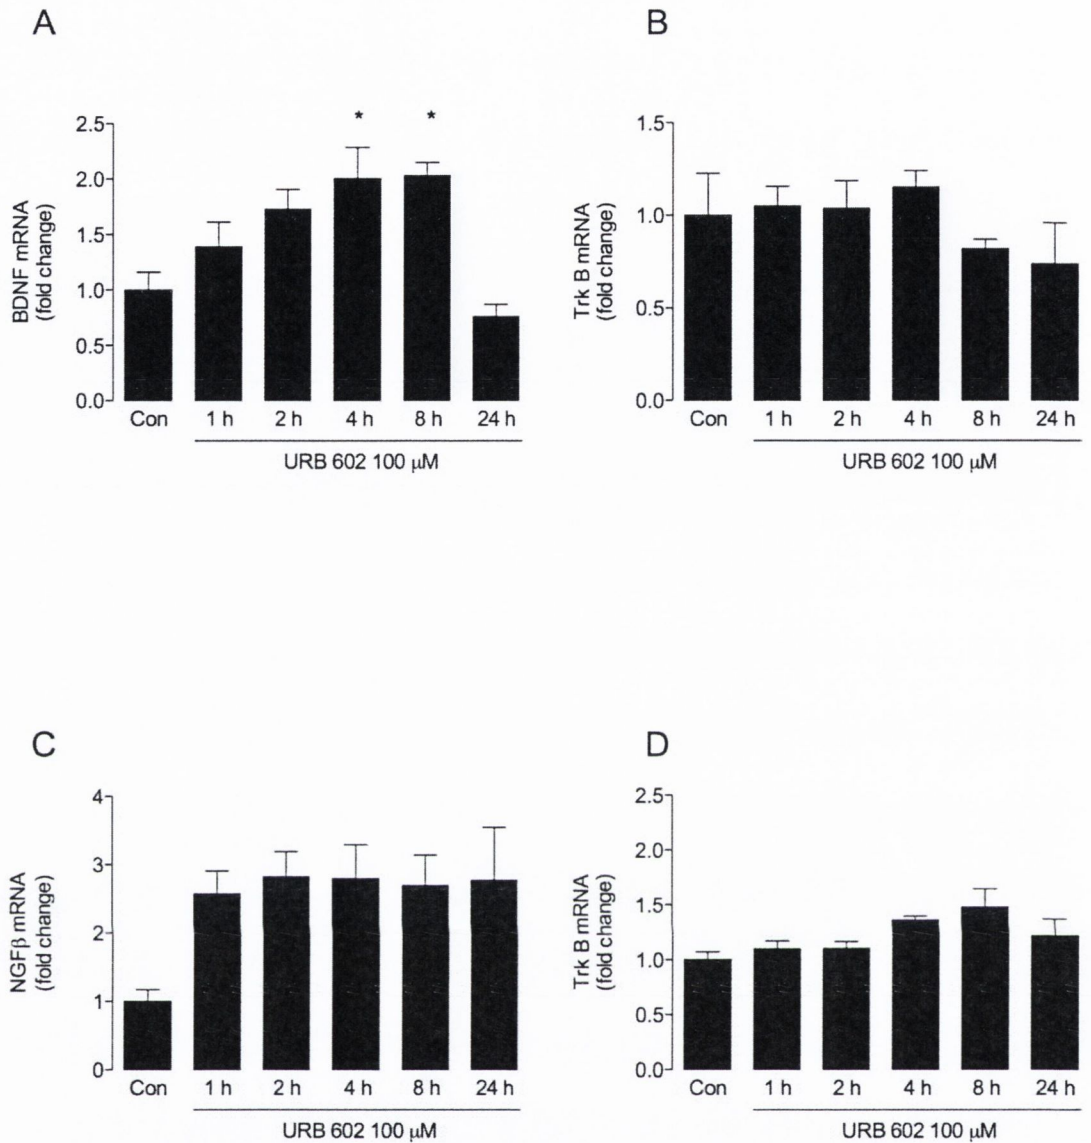 A
BDNF mRNA
(fold change)
2.5
2.0
1.5
1.0
0.5
0.0
* *
Con 1 h 2 h 4 h 8 h 24 h
URB 602 100 μM
B
Trk B mRNA
(fold change)
1.5
1.0
0.5
0.0
Con 1 h 2 h 4 h 8 h 24 h
URB 602 100 μM
C
NGFβ mRNA
(fold change)
4
3
2
1
0
Con 1 h 2 h 4 h 8 h 24 h
URB 602 100 μM
D
Trk B mRNA
(fold change)
2.5
2.0
1.5
1.0
0.5
0.0
Con 1 h 2 h 4 h 8 h 24 h
URB 602 100 μM